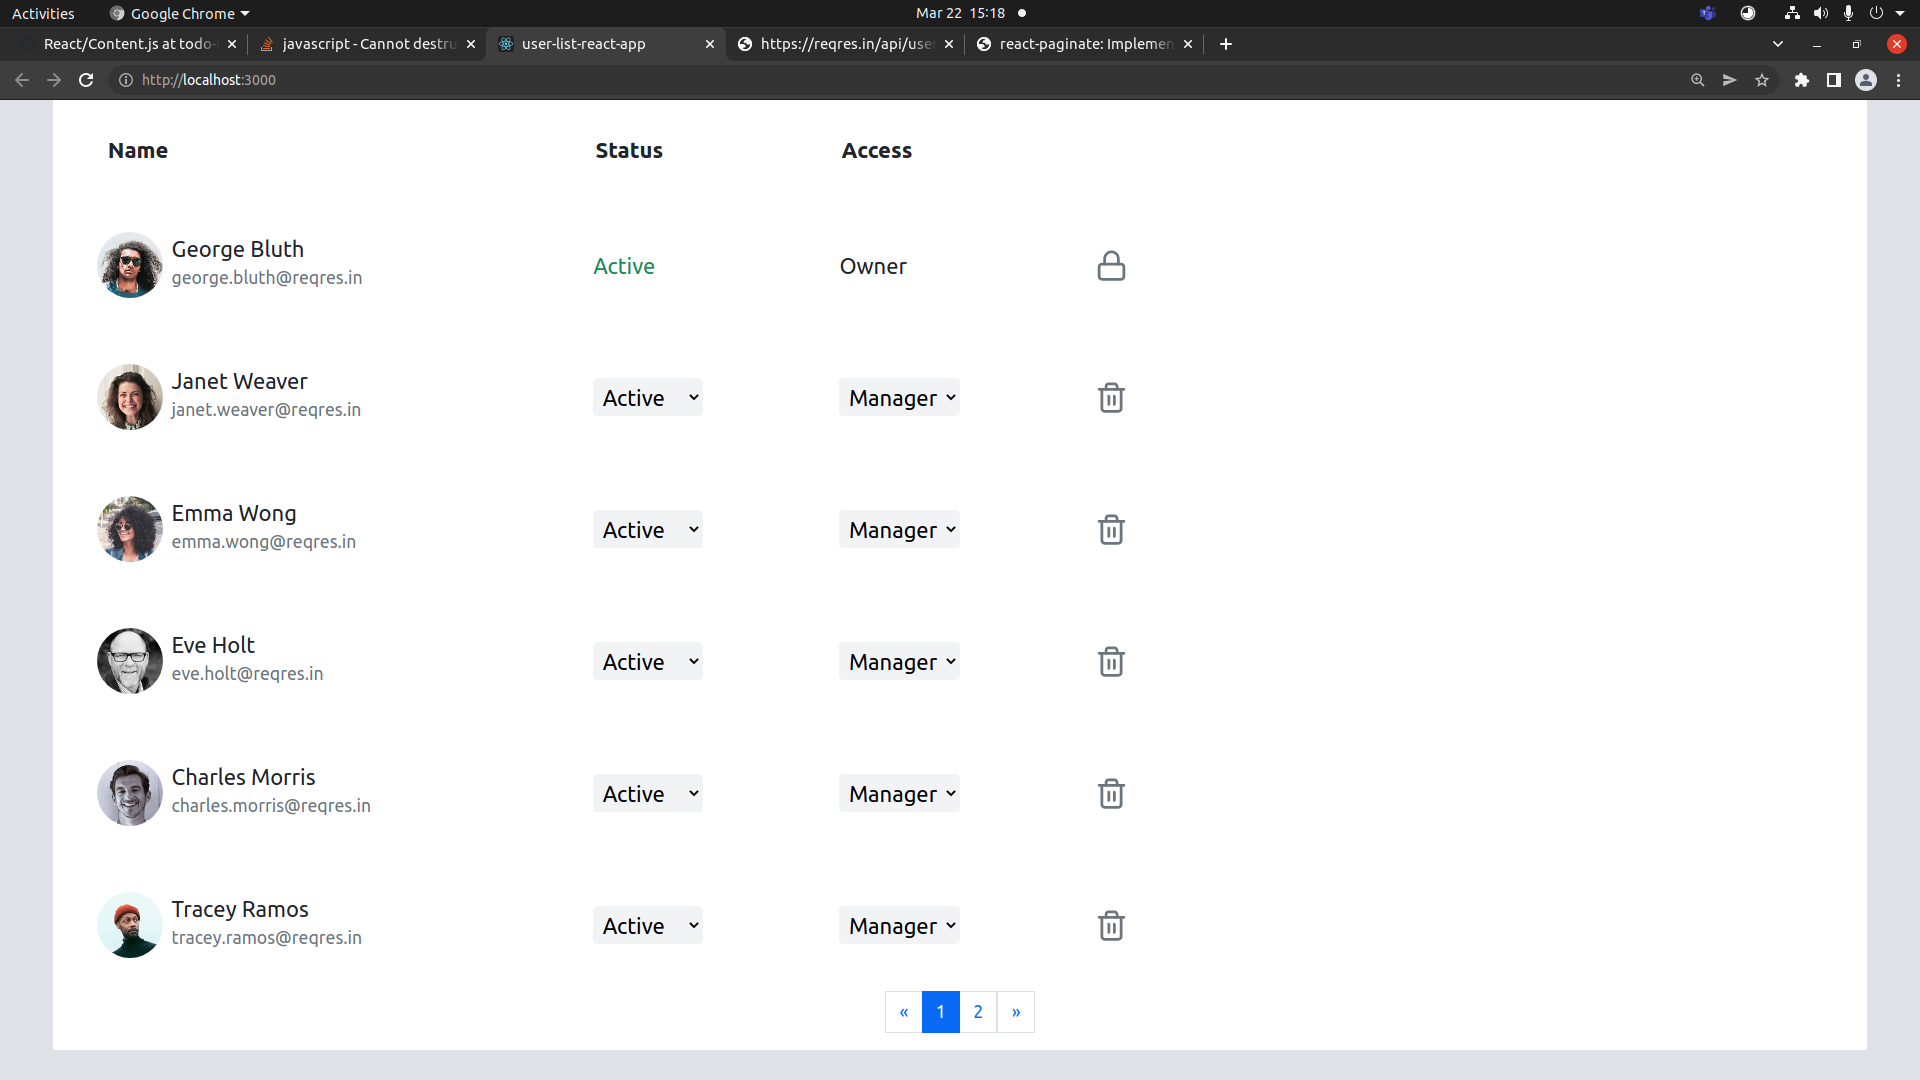 Activities Google Chrome Mar 22 15:18
React/Content.js at todo- javascript - Cannot destru user-list-react-app https://reqres.in/api/use react-paginate: Implemen
http://localhost:3000
Name Status Access
George Bluth
george.bluth@reqres.in
Active Owner
Janet Weaver
janet.weaver@reqres.in
Active Manager
Emma Wong
emma.wong@reqres.in
Active Manager
Eve Holt
eve.holt@reqres.in
Active Manager
Charles Morris
charles.morris@reqres.in
Active Manager
Tracey Ramos
tracey.ramos@reqres.in
Active Manager
« 1 2 »